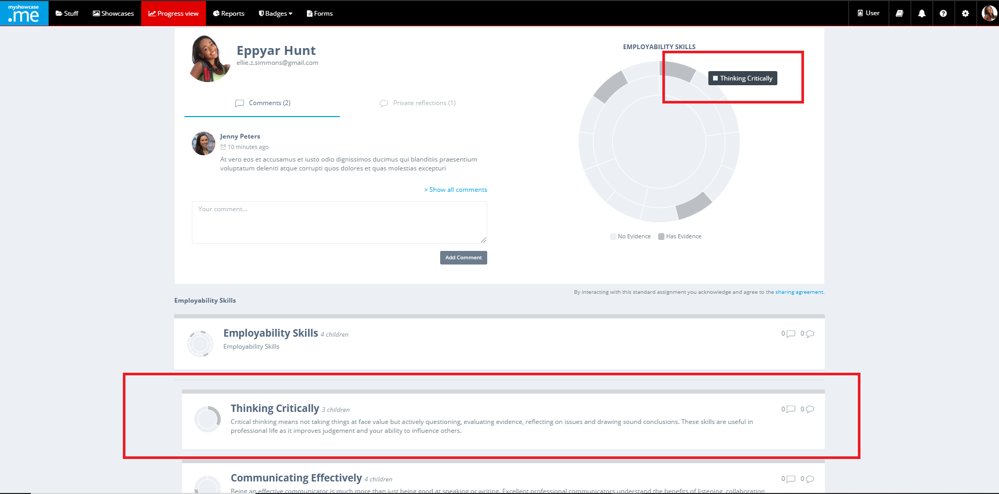 myshowcase
.me
Stuff
Showcases
Progress view
Reports
Badges
Forms
User
Eppyar Hunt
ellie.z.simmons@gmail.com
Comments (2)
Private reflections (1)
Jenny Peters
10 minutes ago
At vero eos et accusamus et iusto odio dignissimos ducimus qui blanditiis praesentium
voluptatum deleniti atque corrupti quos dolores et quas molestias excepturi
> Show all comments
Your comment...
Add Comment
EMPLOYABILITY SKILLS
Thinking Critically
No Evidence
Has Evidence
By interacting with this standard assignment you acknowledge and agree to the sharing agreement.
Employability Skills
Employability Skills 4 children
0 0
Employability Skills
Thinking Critically 3 children
0 0
Critical thinking means not taking things at face value but actively questioning, evaluating evidence, reflecting on issues and drawing sound conclusions. These skills are useful in
professional life as it improves judgement and your ability to influence others.
Communicating Effectively 4 children
0 0
Being an effective communicator is much more than just being good at speaking or writing. Excellent professional communicators understand the benefits of listening, collaboration